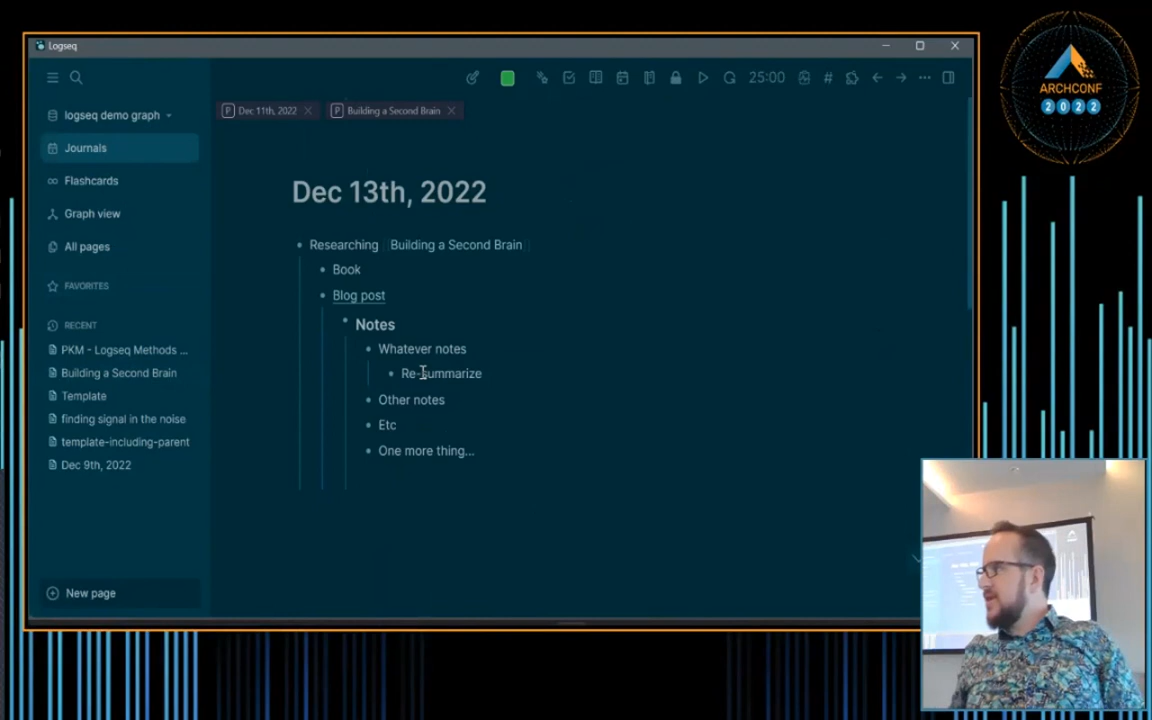 Logseq
25:00
logseq demo graph
Dec 11th, 2022
Building a Second Brain
Journals
Flashcards
Graph view
All pages
FAVORITES
RECENT
PKM - Logseq Methods ...
Building a Second Brain
Template
finding signal in the noise
template-including-parent
Dec 9th, 2022
New page
Dec 13th, 2022
Researching Building a Second Brain
Book
Blog post
Notes
Whatever notes
Re-summarize
Other notes
Etc
One more thing...
ARCHCONF
2022